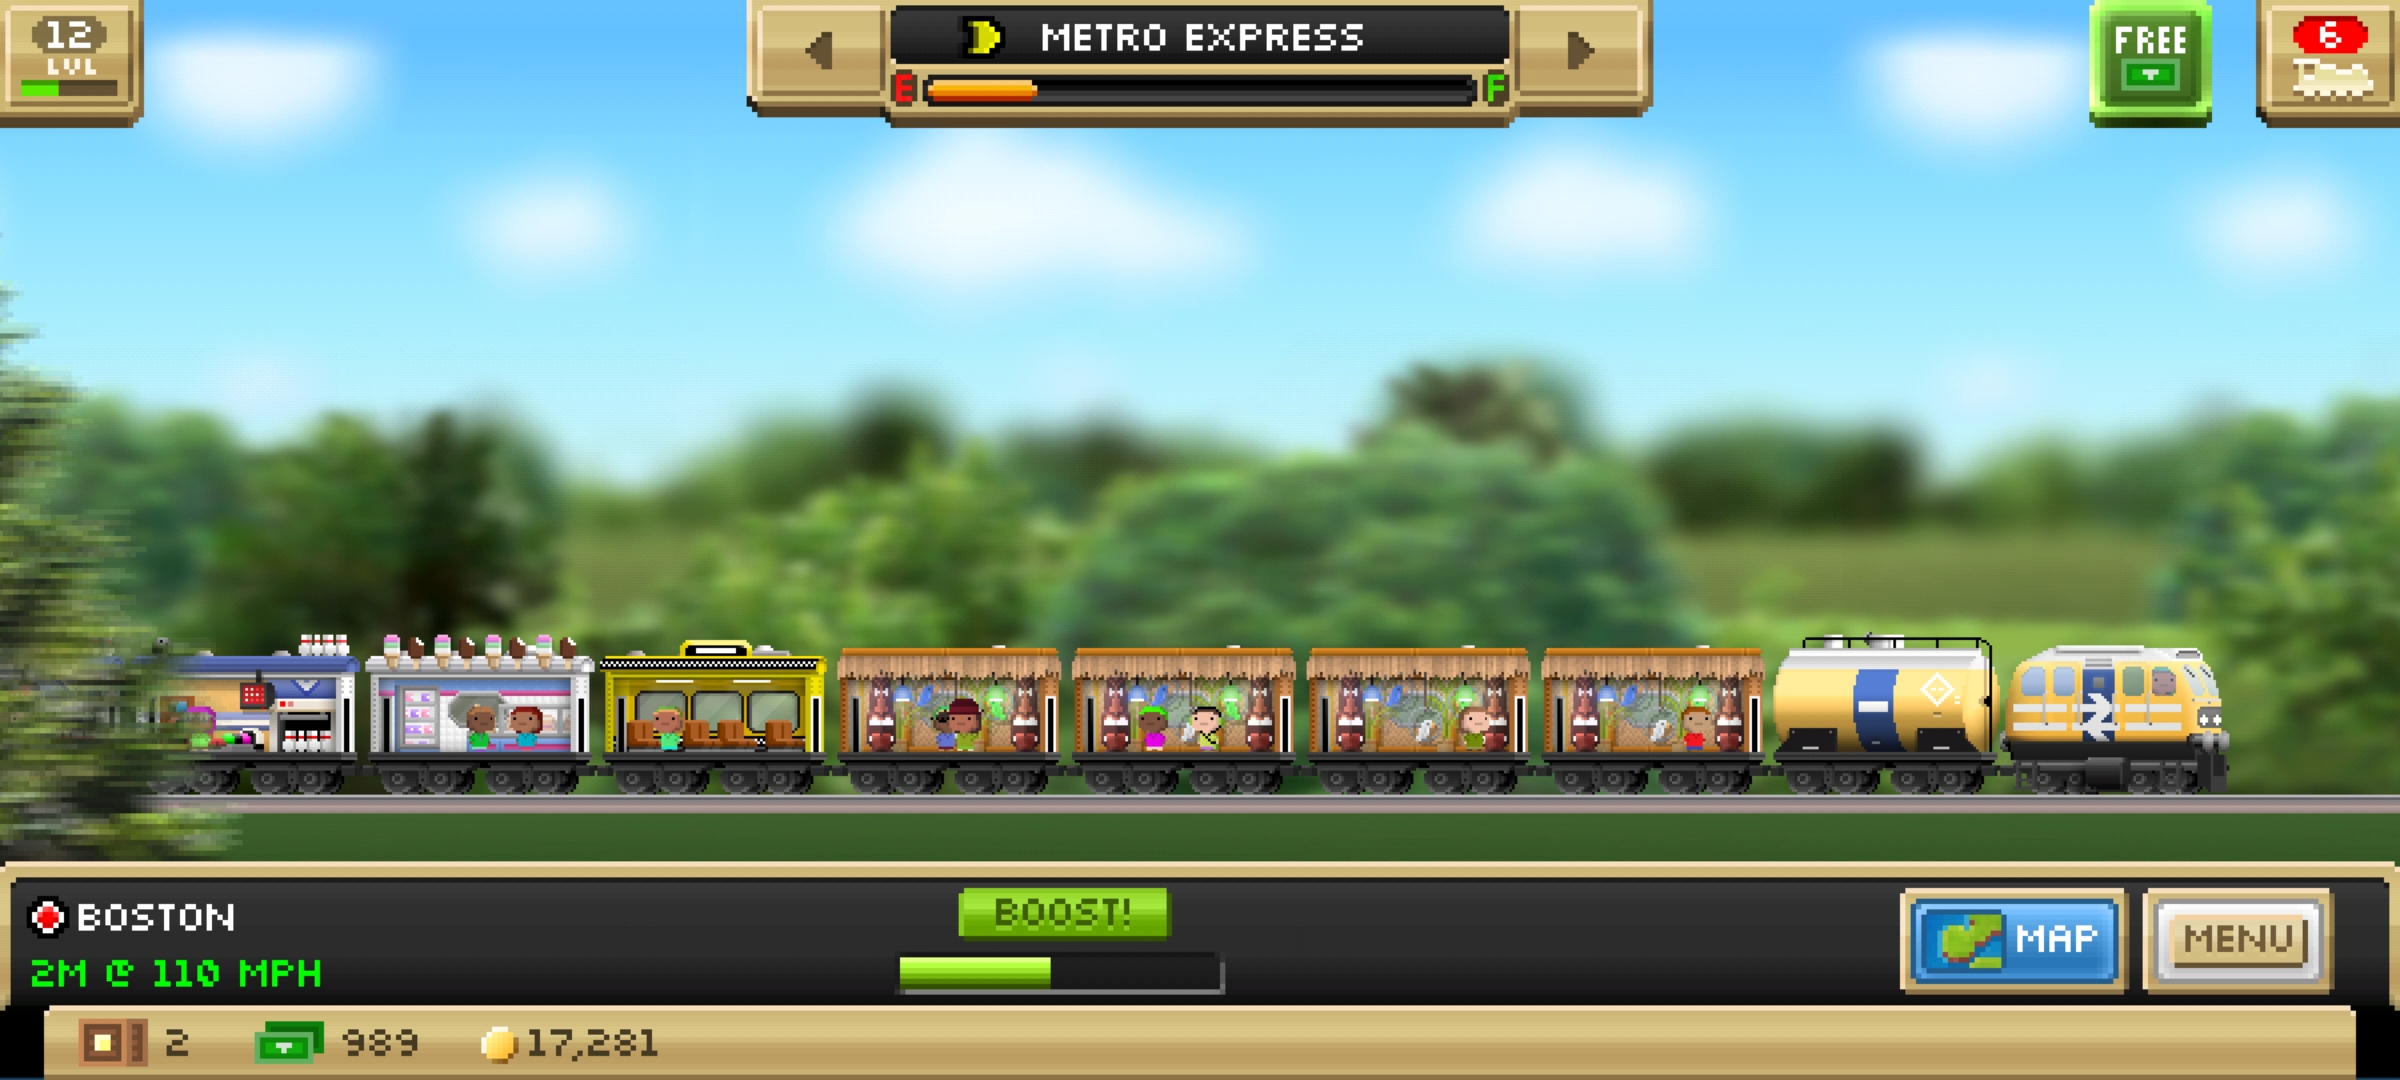 12
LVL
METRO EXPRESS
E F
FREE
6
BOSTON
2M @ 110 MPH
BOOST!
MAP
MENU
2
989
17,281